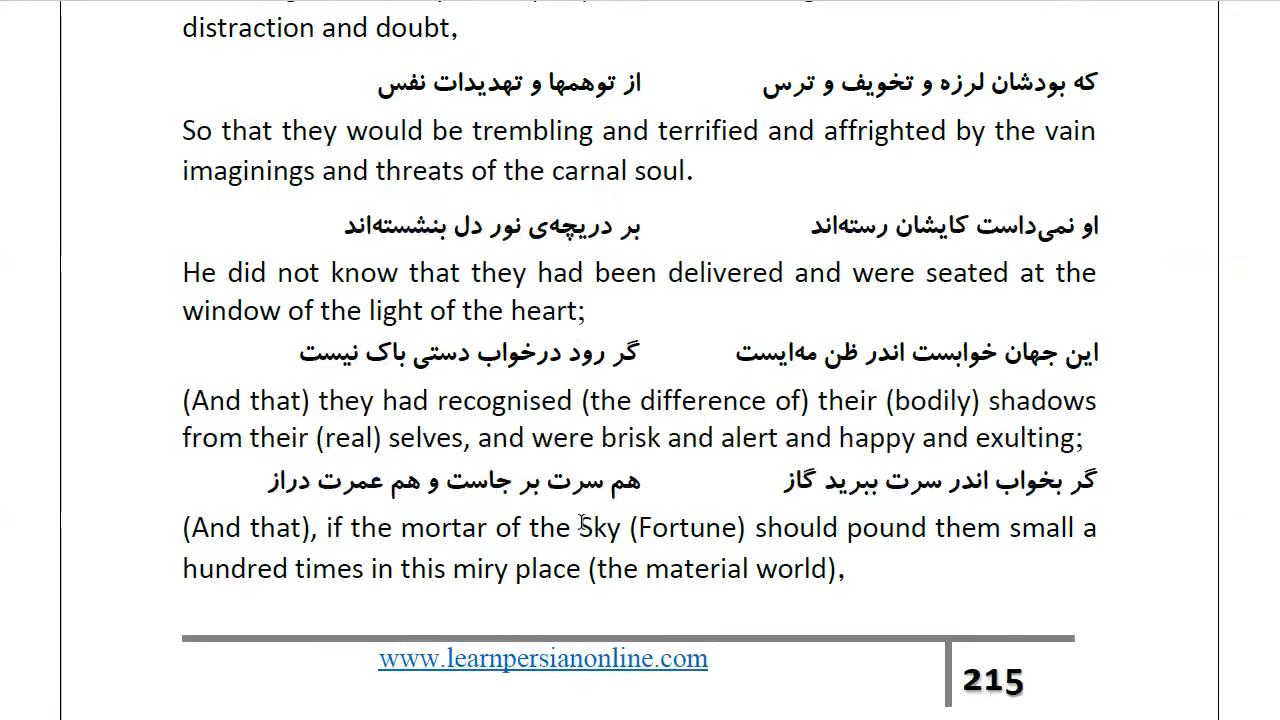 distraction and doubt,
که بودشان لرزه و تخویف و ترس از توهمها و تهدیدات نفس
So that they would be trembling and terrified and affrighted by the vain
imaginings and threats of the carnal soul.
او نمی‌داست کایشان رسته‌اند بر دریچه‌ی نور دل بنشسته‌اند
He did not know that they had been delivered and were seated at the
window of the light of the heart;
این جهان خوابست اندر ظن مه‌ایست گر رود درخواب دستی باک نیست
(And that) they had recognised (the difference of) their (bodily) shadows
from their (real) selves, and were brisk and alert and happy and exulting;
گر بخواب اندر سرت ببرید گاز هم سرت بر جاست و هم عمرت دراز
(And that), if the mortar of the Sky (Fortune) should pound them small a
hundred times in this miry place (the material world),
www.learnpersianonline.com
215